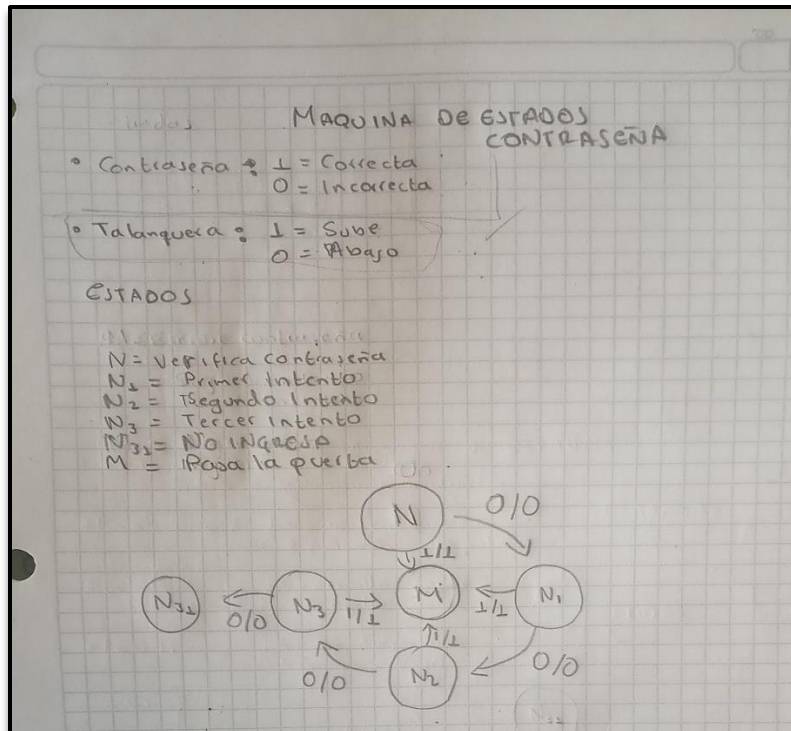 MAQUINA DE ESTADOS
CONTRASEÑA
• Contraseña : 1 = Correcta
0 = Incorrecta
• Talanquera : 1 = Sube
0 = Abajo
ESTADOS
N = Verifica contraseña
N1 = Primer Intento
N2 = Segundo Intento
N3 = Tercer intento
N31 = NO INGRESA
M = Pasa la puerta
N
0/0
1/1
N31
0/0
N3
1/1
M
1/1
N1
1/1
0/0
N2
0/0